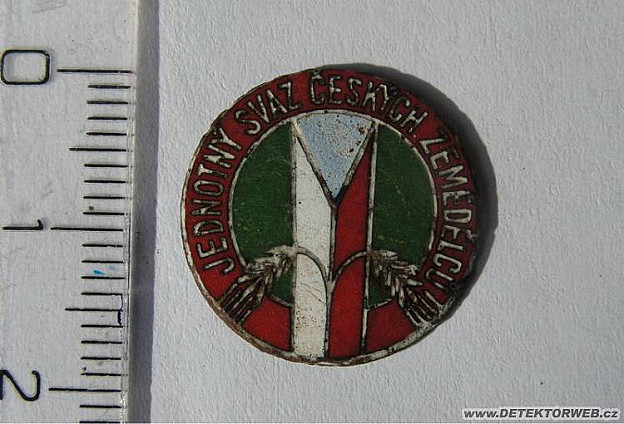 0
1
2
JEDNOTNÝ SVAZ ČESKÝCH ZEMĚDĚLCŮ
WWW.DETEKTORWEB.CZ